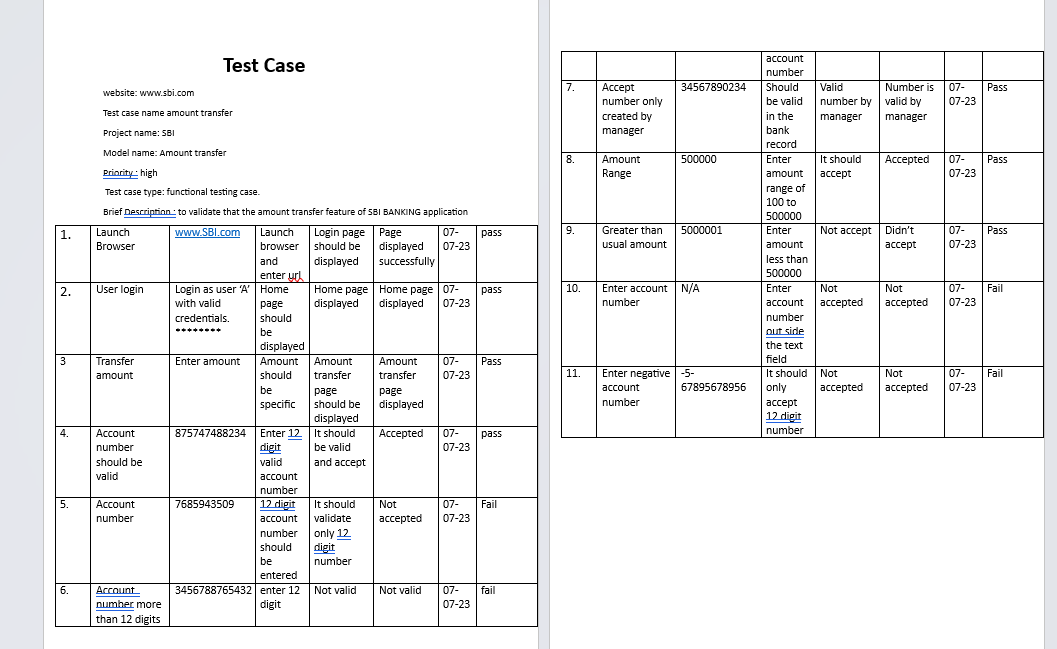 Test Case
website: www.sbi.com
Test case name amount transfer
Project name: SBI
Model name: Amount transfer
Priority : high
Test case type: functional testing case.
Brief Description : to validate that the amount transfer feature of SBI BANKING application
1.
Launch
Browser
www.SBI.com
Launch
browser
and
enter url
Login page
should be
displayed
Page
displayed
successfully
07-
07-23
pass
2.
User login
Login as user ‘A’
with valid
credentials.
********
Home
page
should
be
displayed
Home page
displayed
Home page
displayed
07-
07-23
pass
3
Transfer
amount
Enter amount
Amount
should
be
specific
Amount
transfer
page
should be
displayed
Amount
transfer
page
displayed
07-
07-23
Pass
4.
Account
number
should be
valid
875747488234
Enter 12
digit
valid
account
number
It should
be valid
and accept
Accepted
07-
07-23
pass
5.
Account
number
7685943509
12 digit
account
number
should
be
entered
It should
validate
only 12
digit
number
Not
accepted
07-
07-23
Fail
6.
Account
number more
than 12 digits
3456788765432
enter 12
digit
Not valid
Not valid
07-
07-23
fail
account
number
7.
Accept
number only
created by
manager
34567890234
Should
be valid
in the
bank
record
Valid
number by
manager
Number is
valid by
manager
07-
07-23
Pass
8.
Amount
Range
500000
Enter
amount
range of
100 to
500000
It should
accept
Accepted
07-
07-23
Pass
9.
Greater than
usual amount
5000001
Enter
amount
less than
500000
Not accept
Didn’t
accept
07-
07-23
Pass
10.
Enter account
number
N/A
Enter
account
number
out side
the text
field
Not
accepted
Not
accepted
07-
07-23
Fail
11.
Enter negative
account
number
-5-
67895678956
It should
only
accept
12 digit
number
Not
accepted
Not
accepted
07-
07-23
Fail